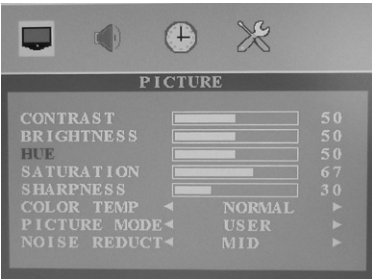 PICTURE
CONTRAST 50
BRIGHTNESS 50
HUE 50
SATURATION 67
SHARPNESS 30
COLOR TEMP NORMAL
PICTURE MODE USER
NOISE REDUCT MID